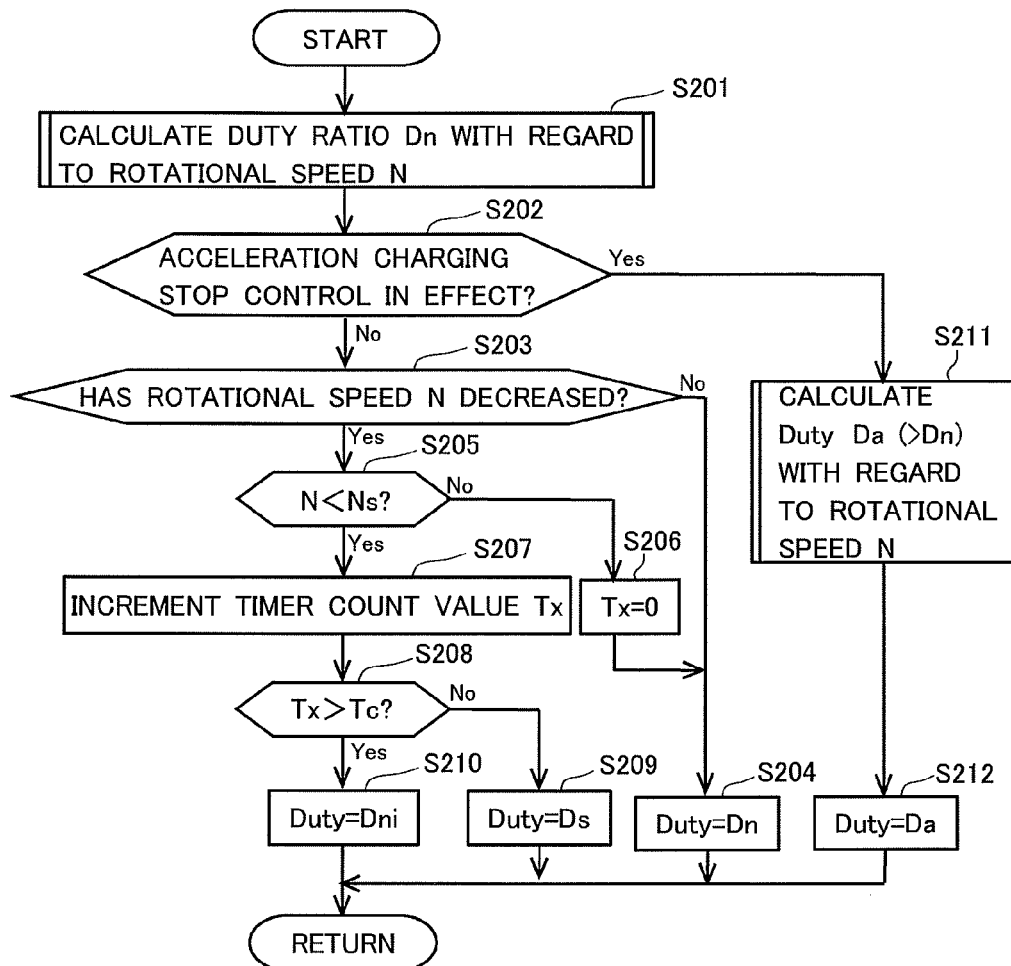 START
S201
CALCULATE DUTY RATIO Dn WITH REGARD
TO ROTATIONAL SPEED N
S202
ACCELERATION CHARGING
STOP CONTROL IN EFFECT?
Yes
No
S203
HAS ROTATIONAL SPEED N DECREASED?
No
S211
CALCULATE
Duty Da (>Dn)
WITH REGARD
TO ROTATIONAL
SPEED N
Yes
S205
N<Ns?
No
Yes
S207
INCREMENT TIMER COUNT VALUE Tx
S206
Tx=0
S208
Tx>Tc?
No
Yes
S210
Duty=Dni
S209
Duty=Ds
S204
Duty=Dn
S212
Duty=Da
RETURN